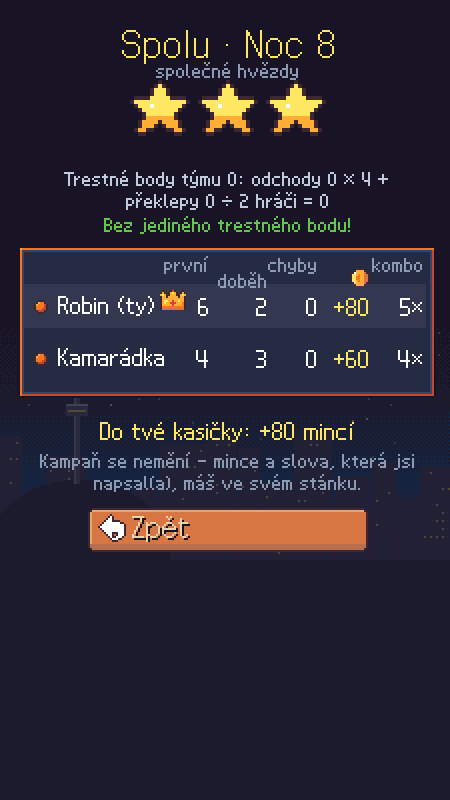 Spolu · Noc 8
společné hvězdy
Trestné body týmu 0: odchody 0 × 4 +
překlepy 0 ÷ 2 hráči = 0
Bez jediného trestného bodu!
první doběh chyby kombo
Robin (ty) 6 2 0 +80 5×
Kamarádka 4 3 0 +60 4×
Do tvé kasičky: +80 mincí
Kampaň se nemění – mince a slova, která jsi
napsal(a), máš ve svém stánku.
Zpět